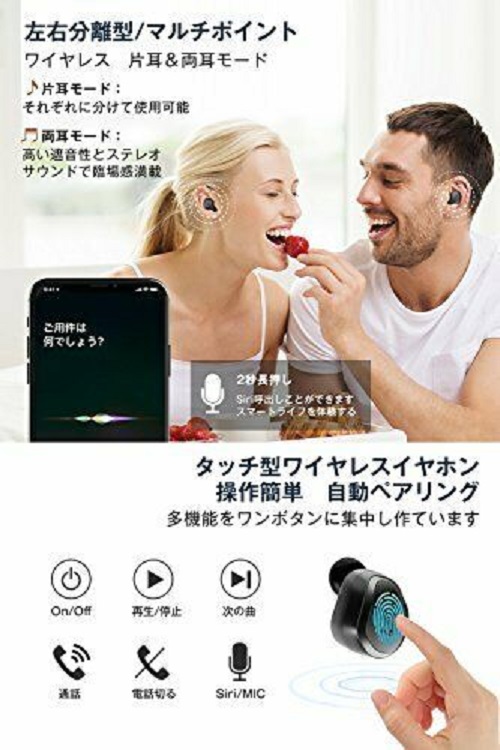 左右分離型/マルチポイント
ワイヤレス　片耳＆両耳モード
片耳モード：
それぞれに分けて使用可能
両耳モード：
高い遮音性とステレオ
サウンドで臨場感満載
ご用件は
何でしょう?
2秒長押し
Siri呼出しことができます
スマートライフを体験する
タッチ型ワイヤレスイヤホン
操作簡単　自動ペアリング
多機能をワンボタンに集中し作ています
On/Off
再生/停止
次の曲
通話
電話切る
Siri/MIC